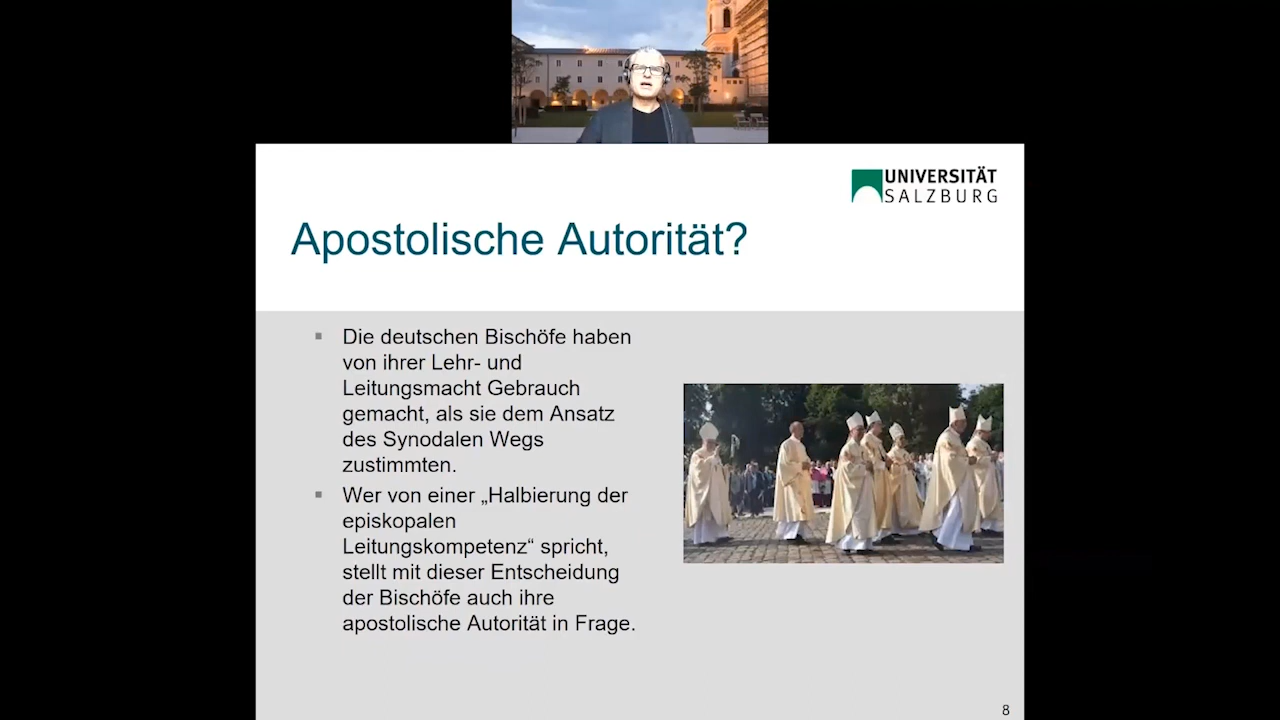 UNIVERSITÄT
SALZBURG
Apostolische Autorität?
Die deutschen Bischöfe haben
von ihrer Lehr- und
Leitungsmacht Gebrauch
gemacht, als sie dem Ansatz
des Synodalen Wegs
zustimmten.
Wer von einer „Halbierung der
episkopalen
Leitungskompetenz“ spricht,
stellt mit dieser Entscheidung
der Bischöfe auch ihre
apostolische Autorität in Frage.
8